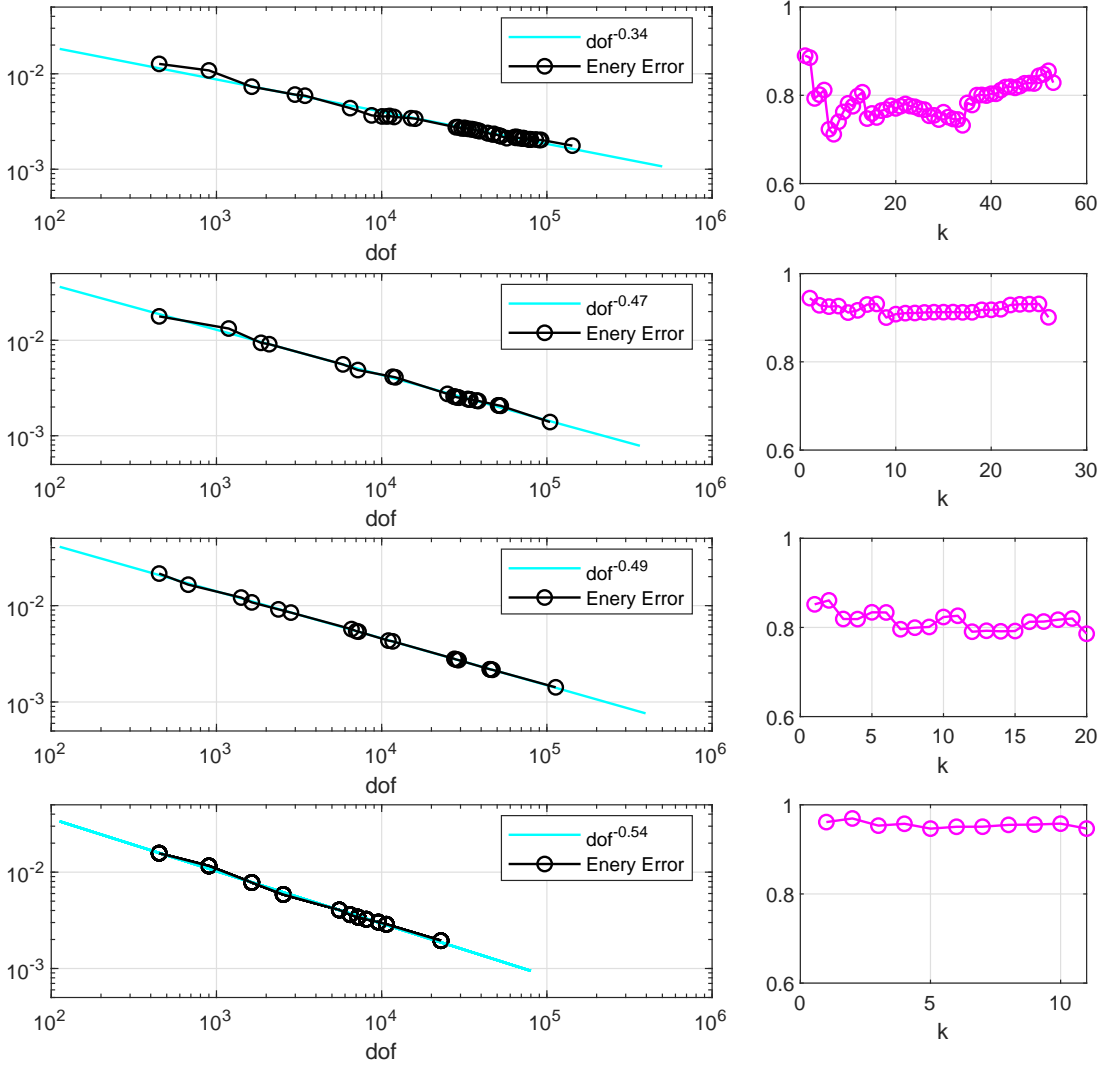 10^-2
10^-3
10^2 10^3 10^4 10^5 10^6
dof
dof^-0.34
Enery Error
1
0.8
0.6
0 20 40 60
k
10^-2
10^-3
10^2 10^3 10^4 10^5 10^6
dof
dof^-0.47
Enery Error
1
0.8
0.6
0 10 20 30
k
10^-2
10^-3
10^2 10^3 10^4 10^5 10^6
dof
dof^-0.49
Enery Error
1
0.8
0.6
0 5 10 15 20
k
10^-2
10^-3
10^2 10^3 10^4 10^5 10^6
dof
dof^-0.54
Enery Error
1
0.8
0.6
0 5 10
k